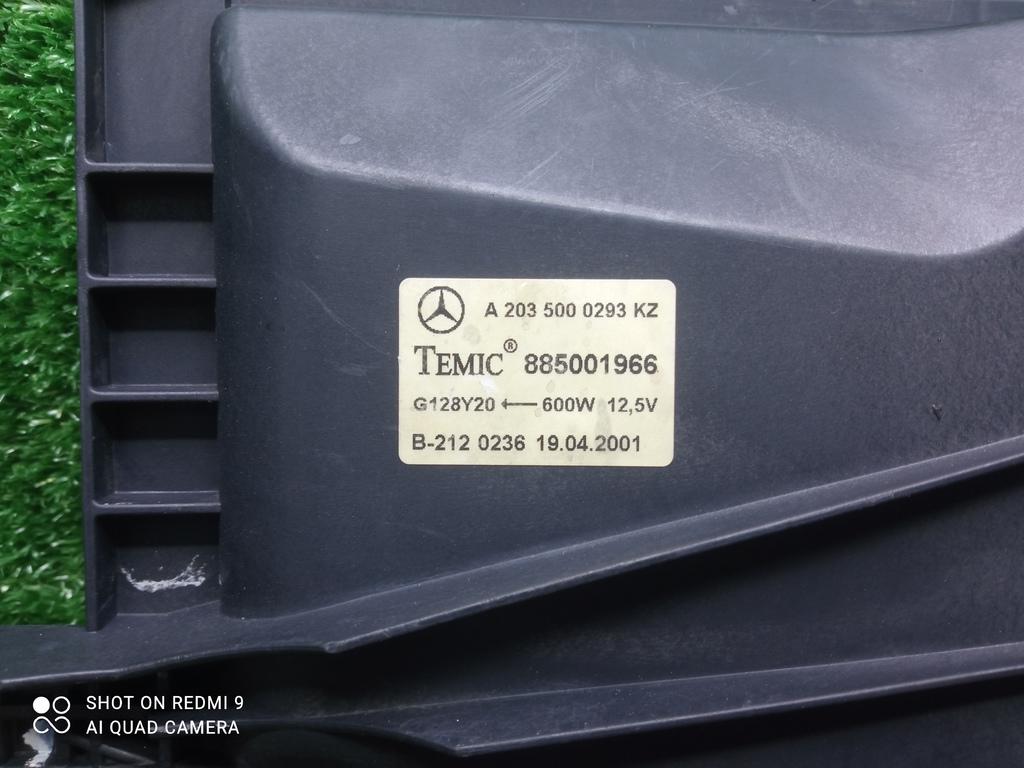 A 203 500 0293 KZ
TEMIC® 885001966
G128Y20 ← 600W 12,5V
B-212 0236 19.04.2001
SHOT ON REDMI 9
AI QUAD CAMERA